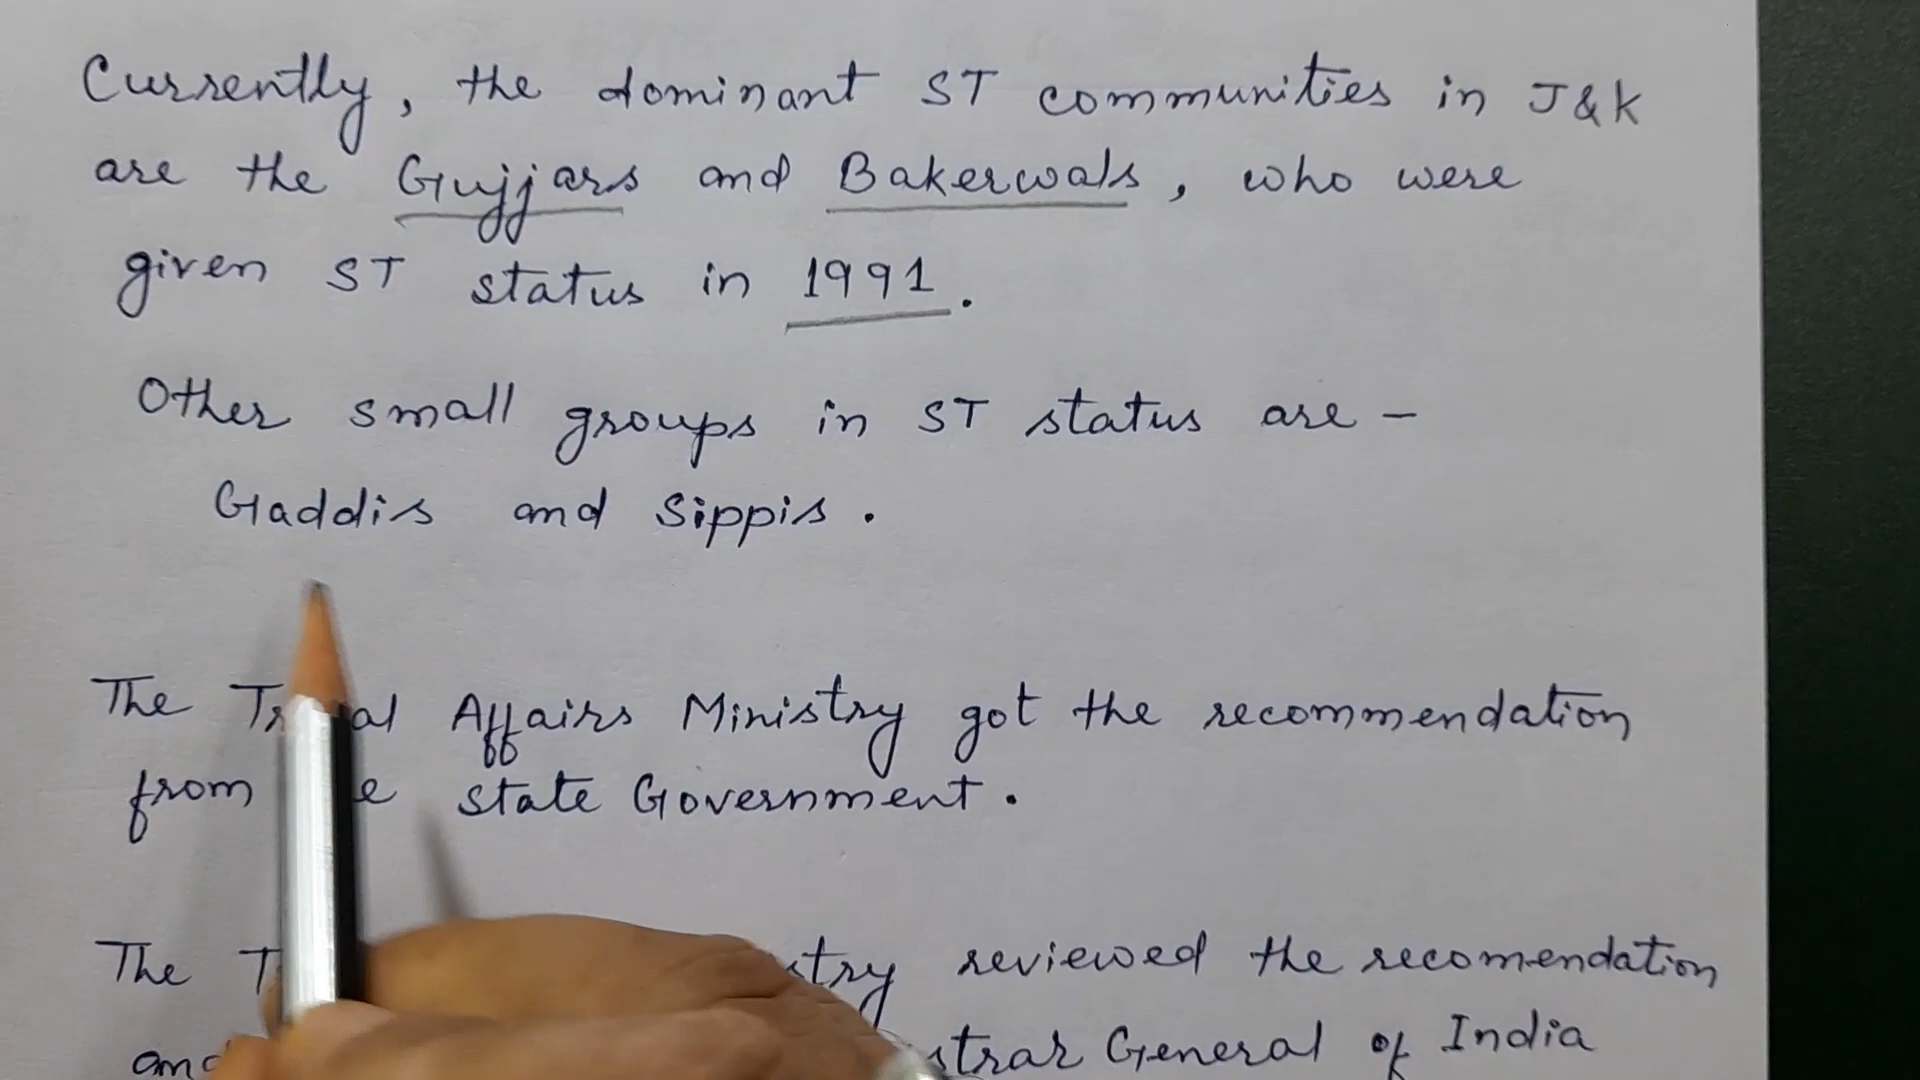 Currently, the dominant ST communities in J&K
are the Gujjars and Bakerwals, who were
given ST status in 1991.
Other small groups in ST status are -
Gaddis and Sippis.
The Affairs Ministry got the recommendation
from state Government.
The reviewed the recomendation
General of India